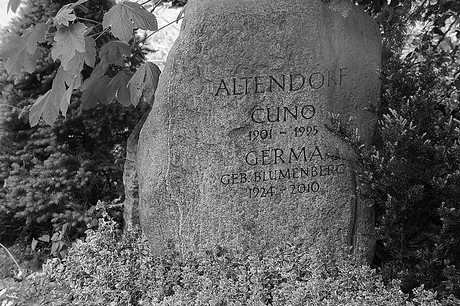 ALTENDORF
CUNO
1901 - 1995
GERMA
GEB. BLUMENBERG
1924 - 2010